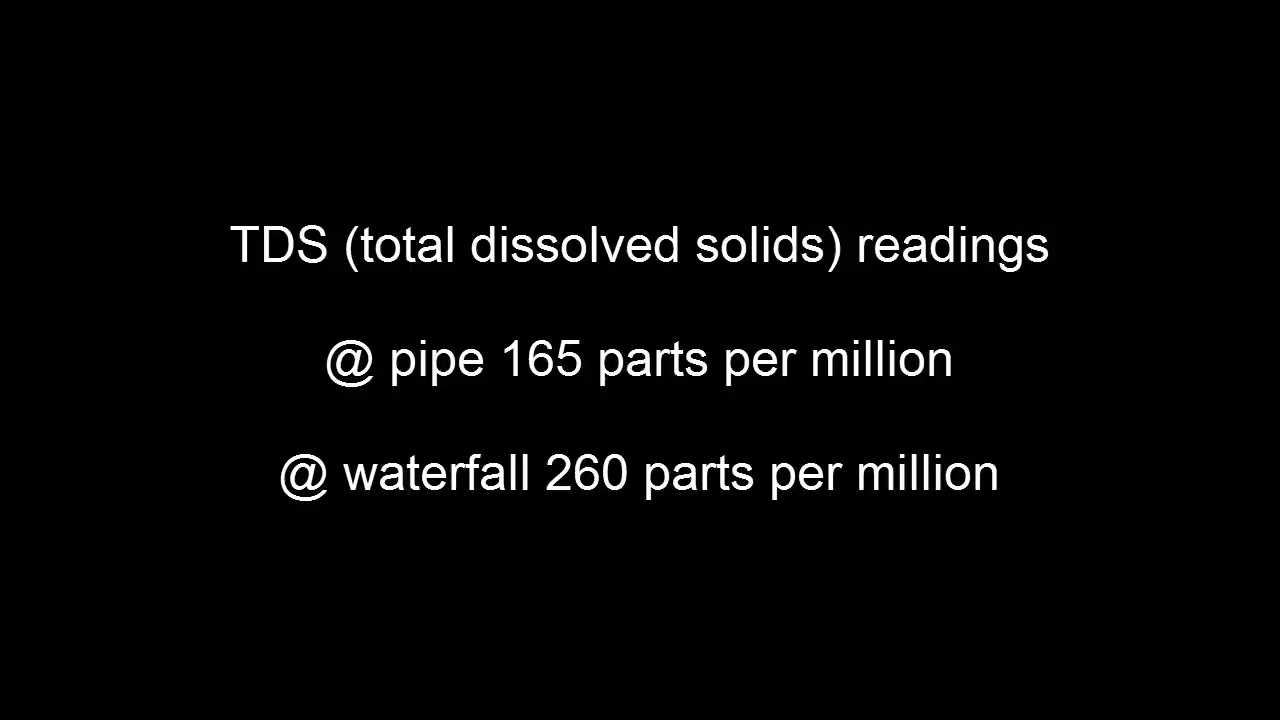 TDS (total dissolved solids) readings
@ pipe 165 parts per million
@ waterfall 260 parts per million